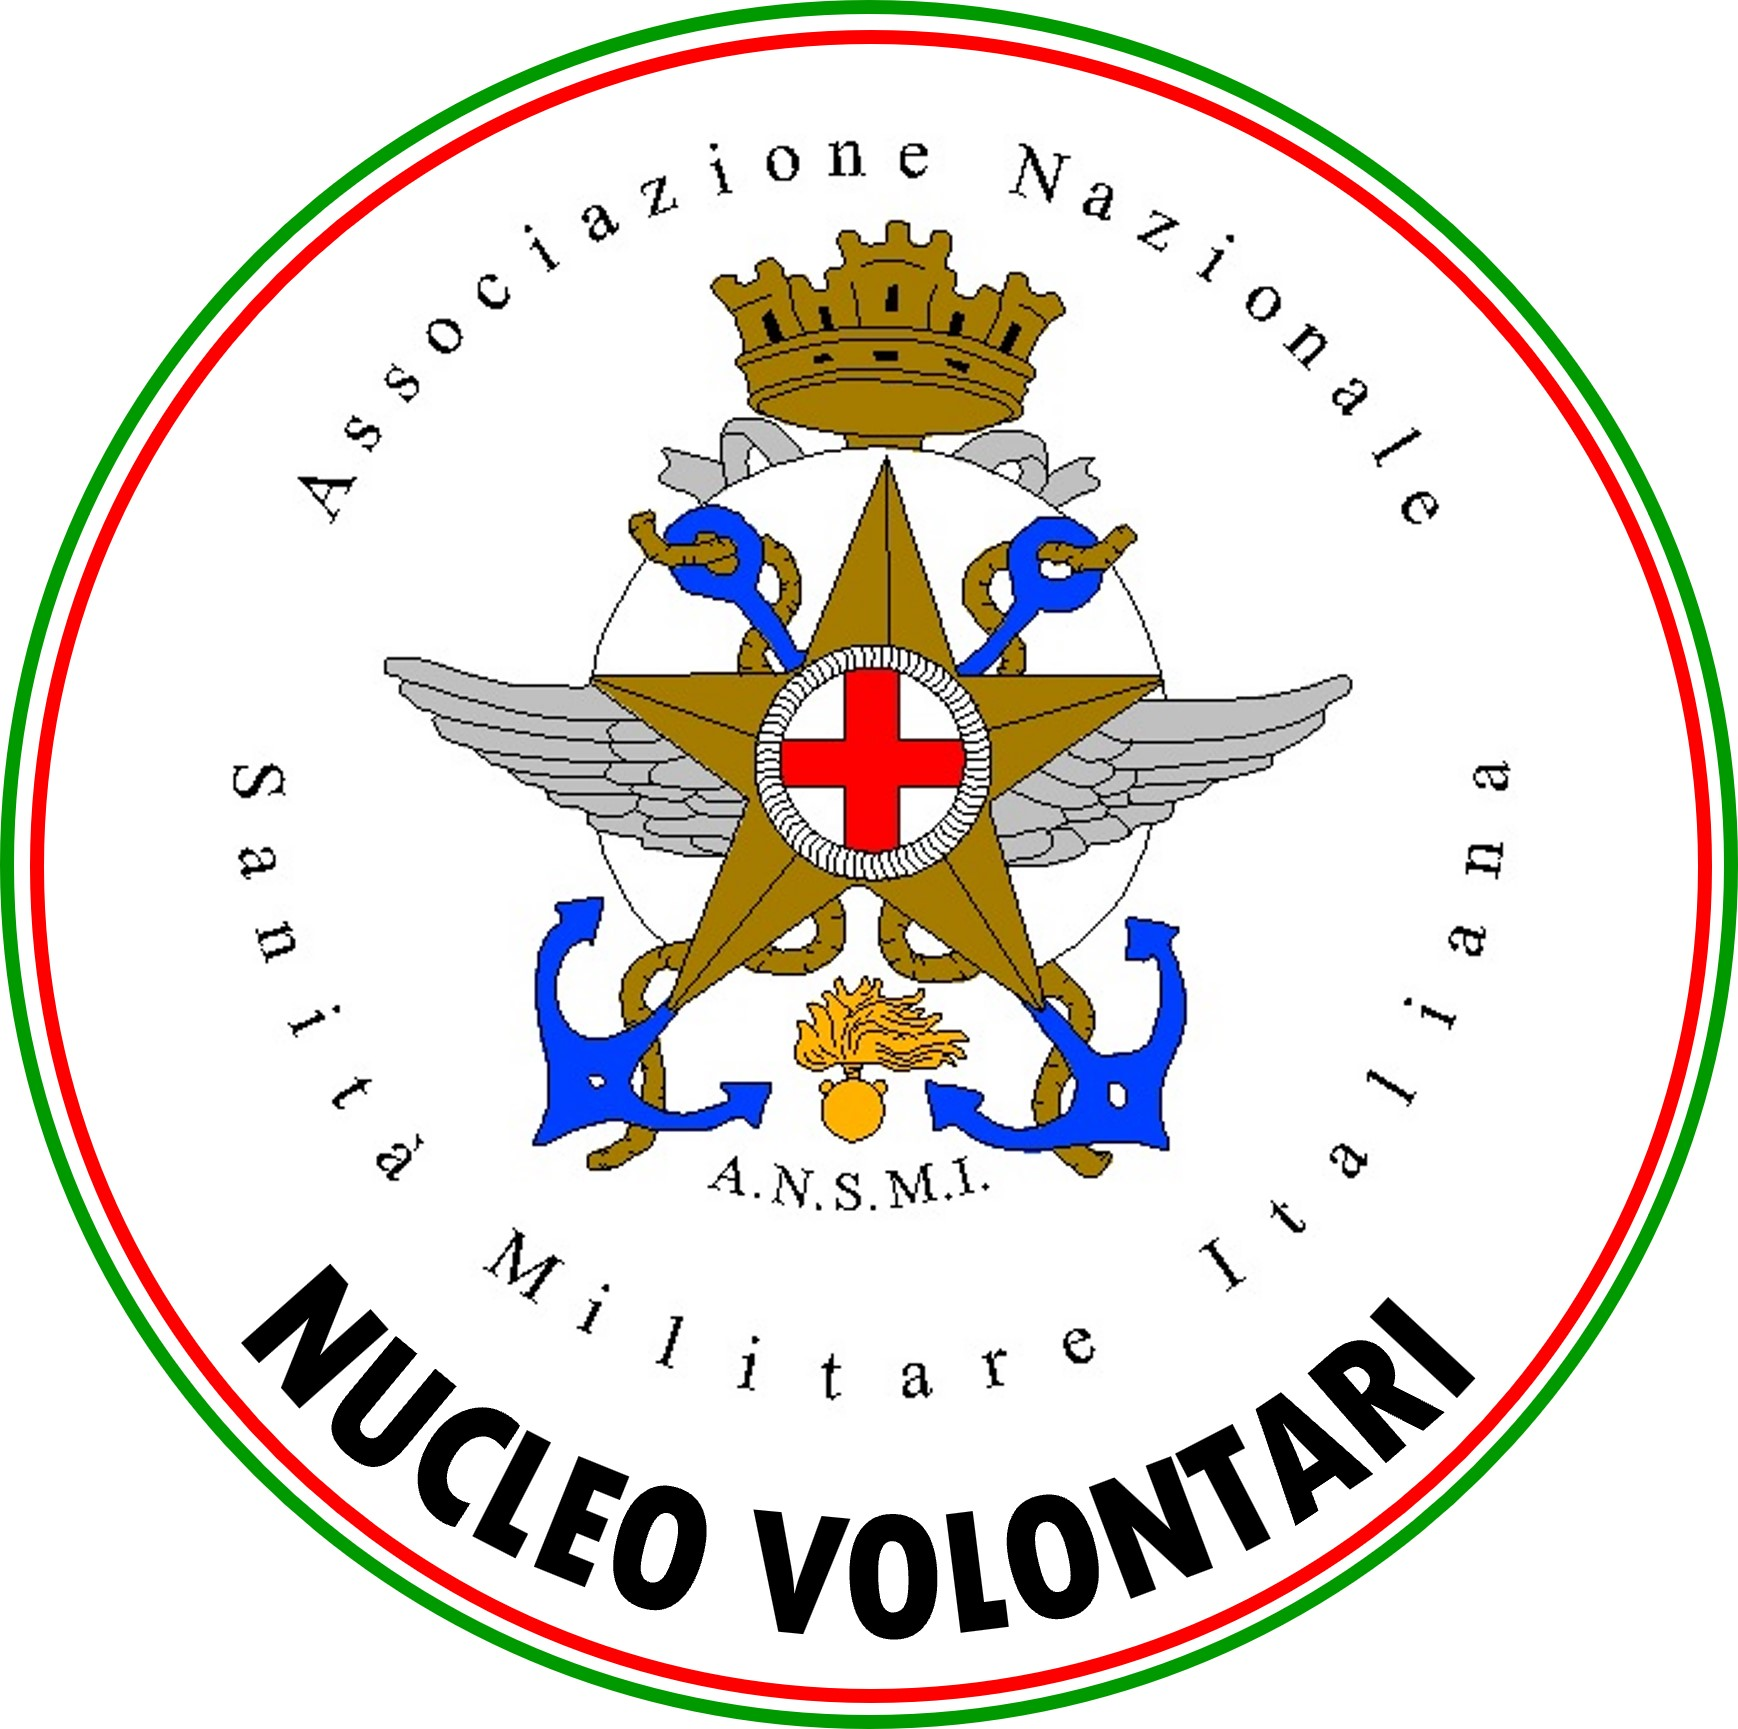 Associazione Nazionale
Sanità Militare Italiana
A.N.S.M.I.
NUCLEO VOLONTARI